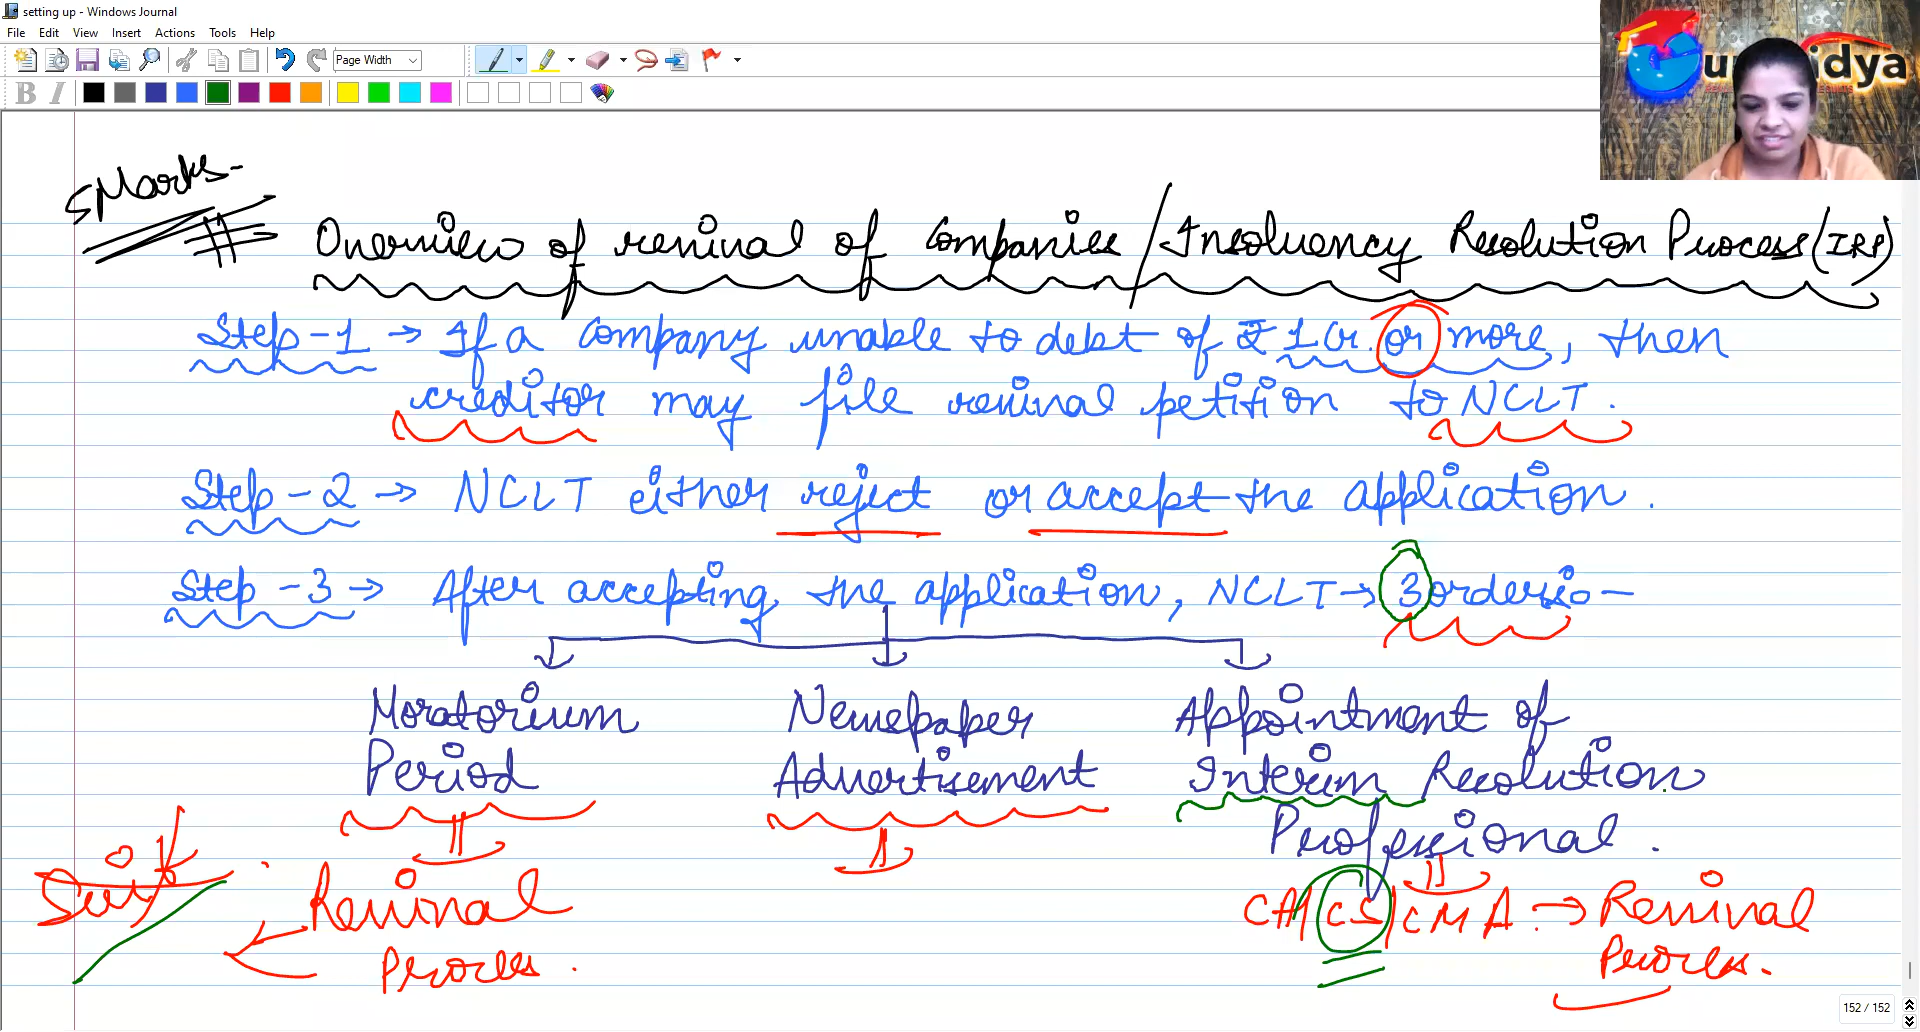 setting up - Windows Journal
File Edit View Insert Actions Tools Help
Page Width
B I
5 Marks -
# Overview of revival of Companies / Insolvency Resolution Process (IRP)
Step-1 → If a company unable to debt of ₹ 1 Cr. or more, then
creditor may file revival petition to NCLT.
Step-2 → NCLT either reject or accept the application.
Step-3 → After accepting the application, NCLT → 3 orders :-
Moratorium Newspaper Appointment of
Period Advertisement Interim Resolution
Professional.
Suit Revival CA/CS/CMA. → Revival
Process. Process.
152 / 152